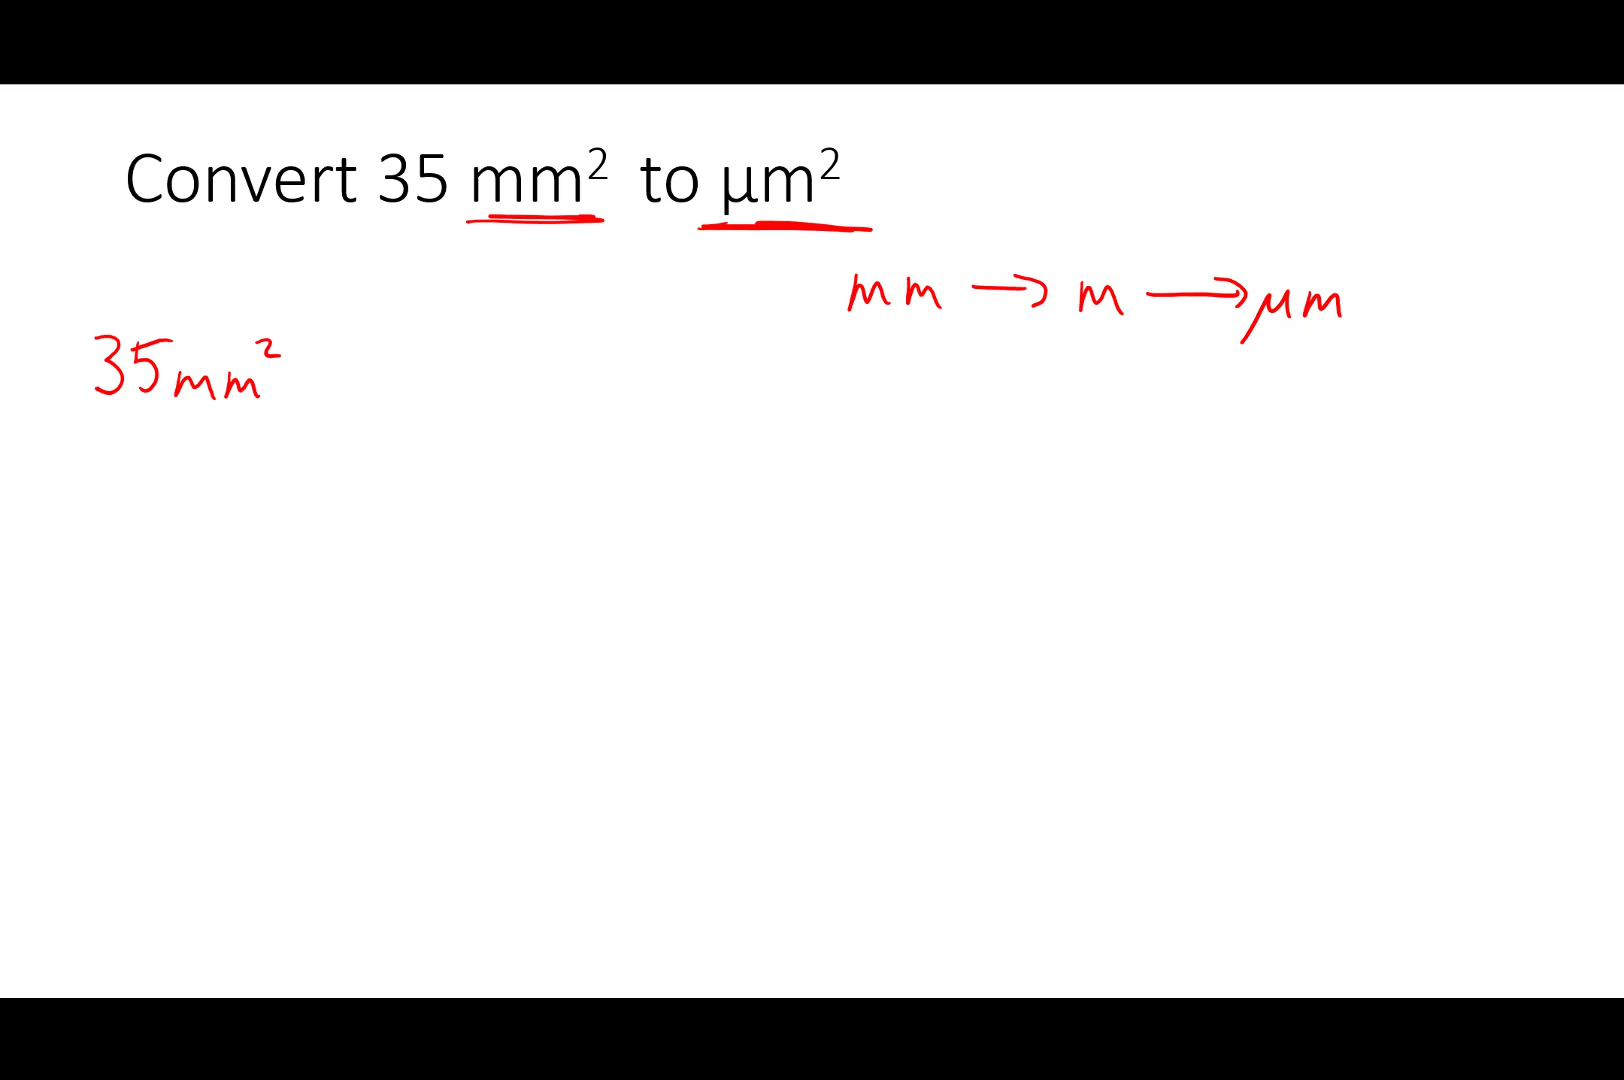 Convert 35 mm² to µm²
mm → m → µm
35mm²